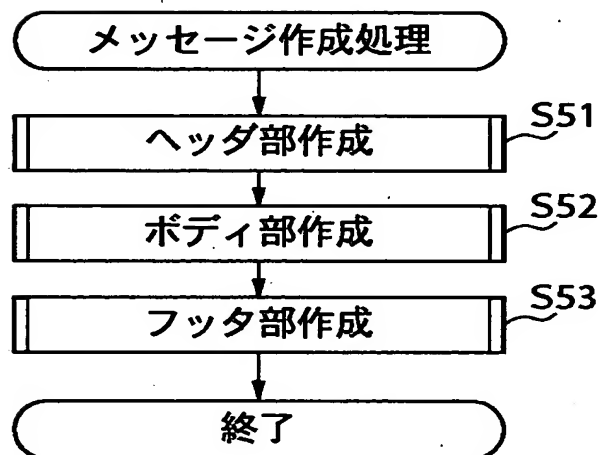 メッセージ作成処理
ヘッダ部作成
S51
ボディ部作成
S52
フッタ部作成
S53
終了